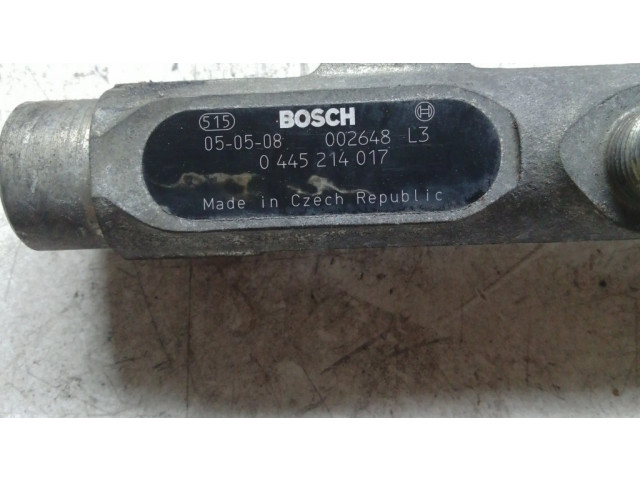 515 BOSCH
05-05-08 002648 L3
0 445 214 017
Made in Czech Republic